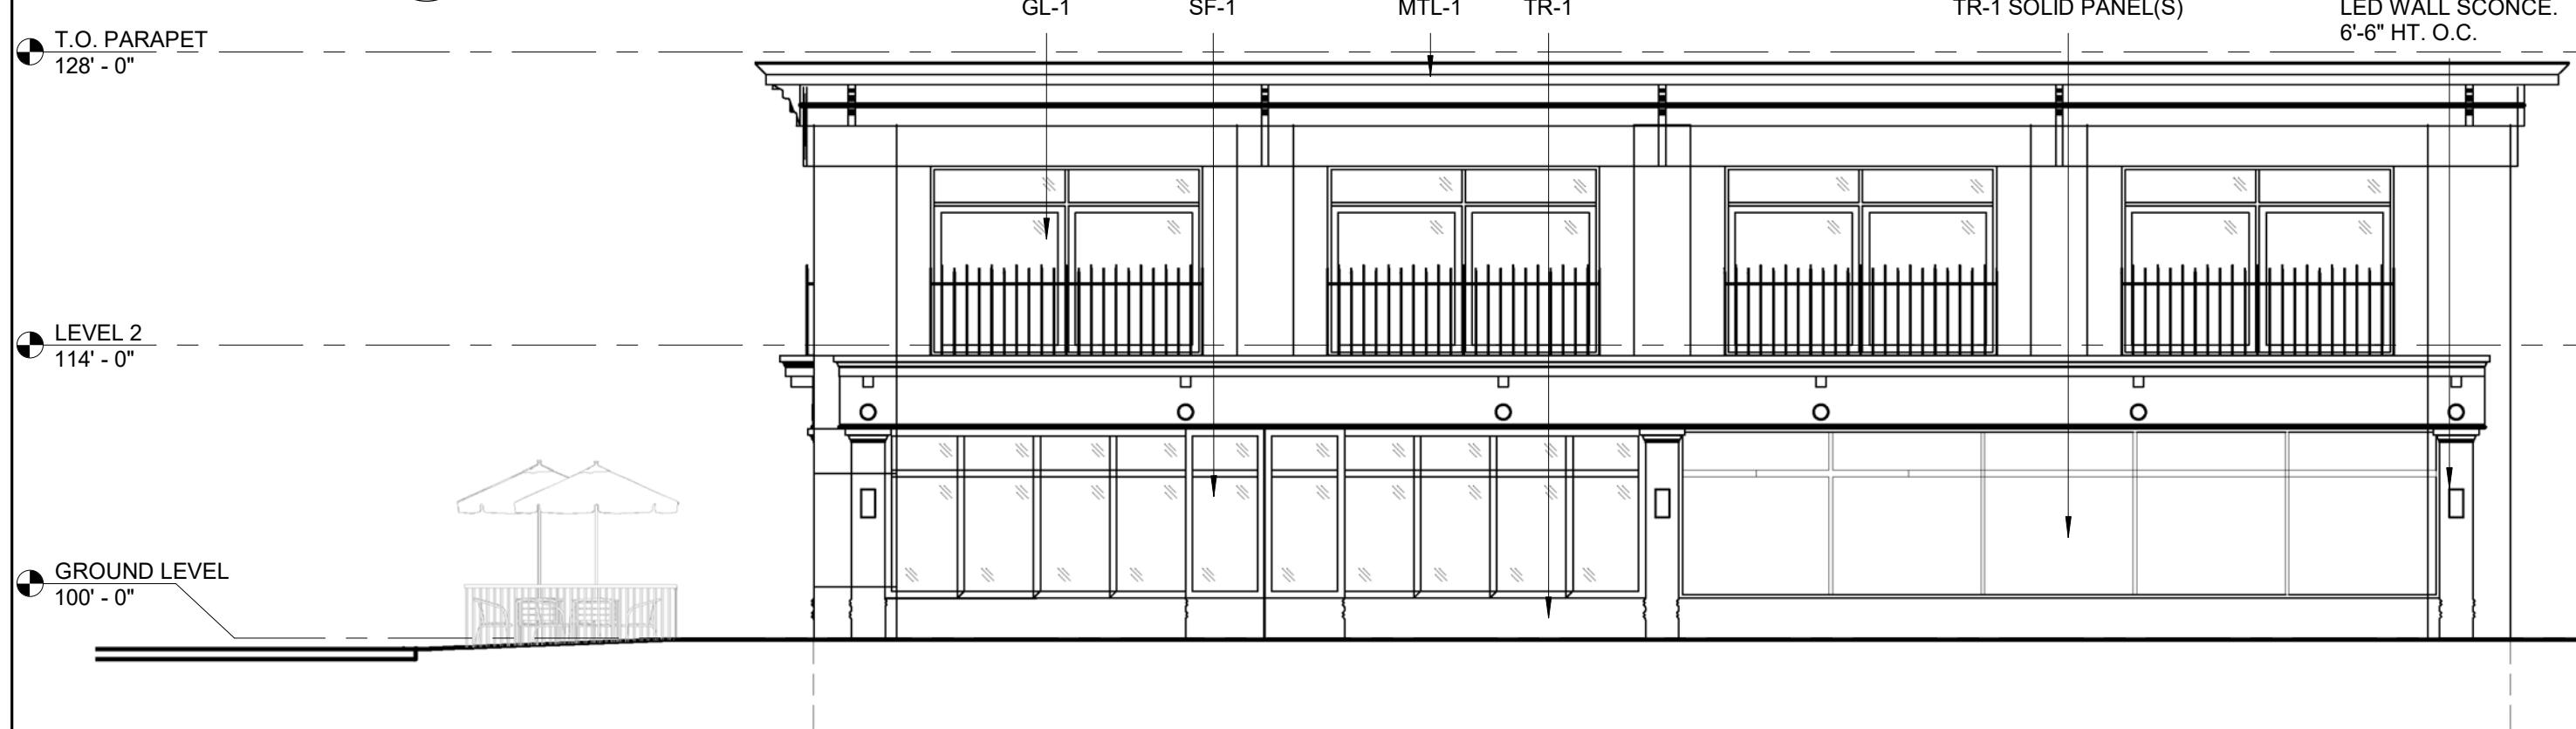 GL-1
SF-1
MTL-1
TR-1
TR-1 SOLID PANEL(S)
LED WALL SCONCE.
6'-6" HT. O.C.
T.O. PARAPET
128' - 0"
LEVEL 2
114' - 0"
GROUND LEVEL
100' - 0"